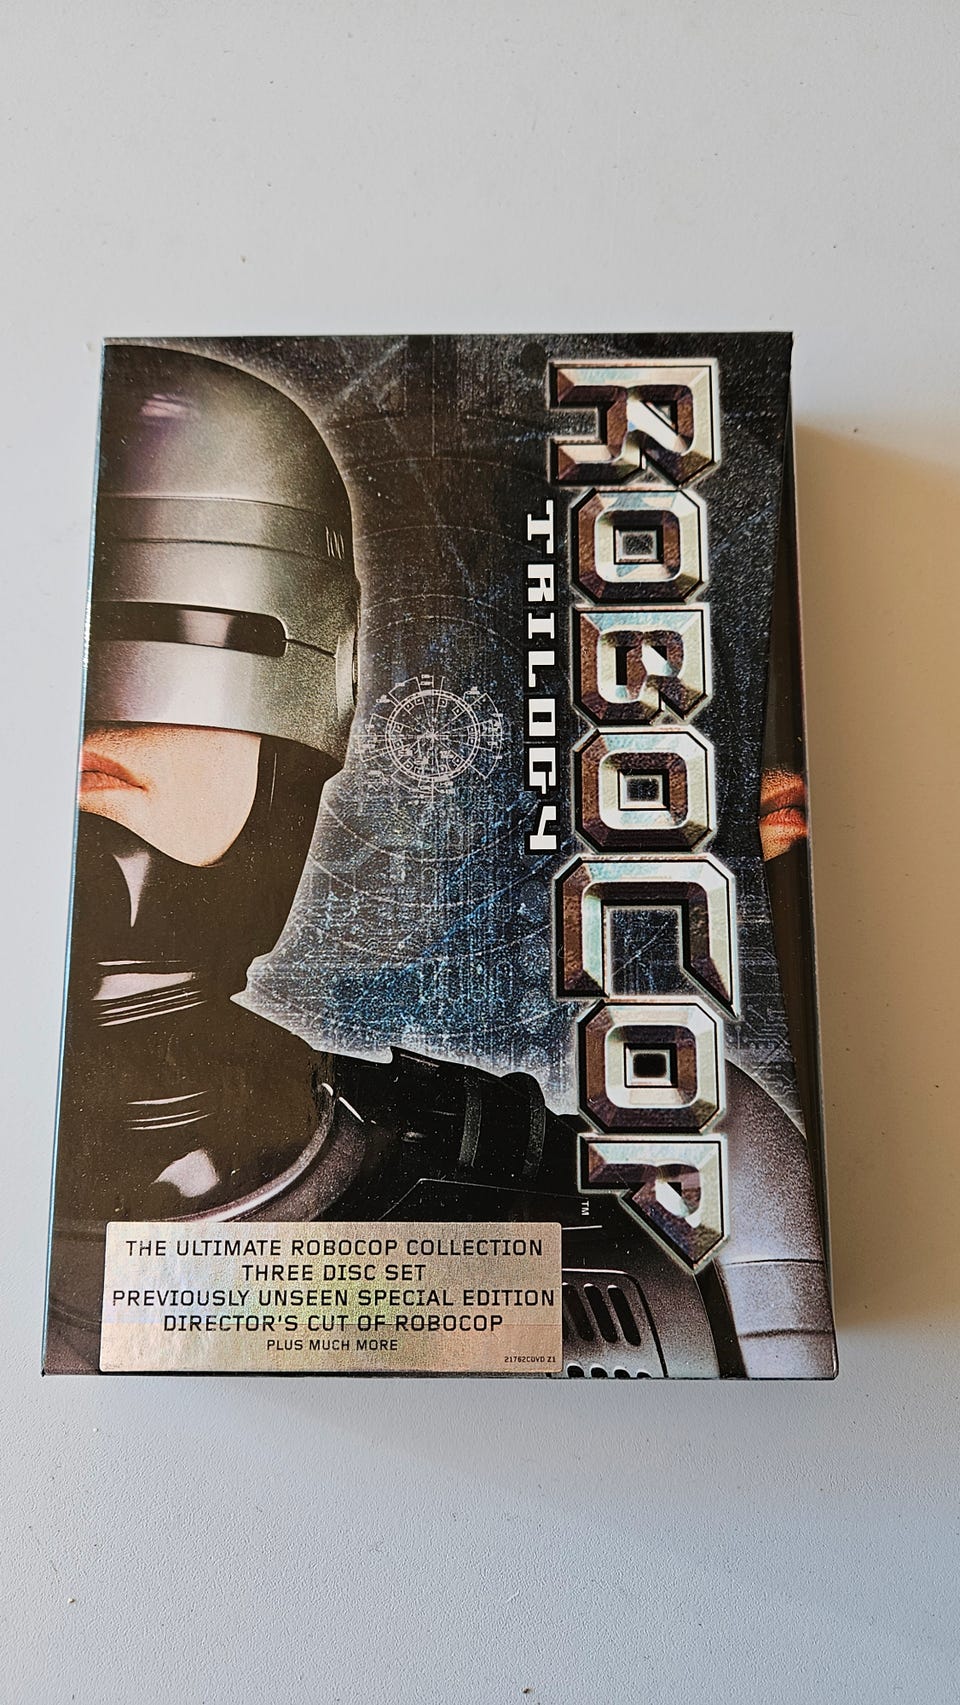 ROBOCOP
TM
TRILOGY
THE ULTIMATE ROBOCOP COLLECTION
THREE DISC SET
PREVIOUSLY UNSEEN SPECIAL EDITION
DIRECTOR'S CUT OF ROBOCOP
PLUS MUCH MORE
21762CDVD Z1